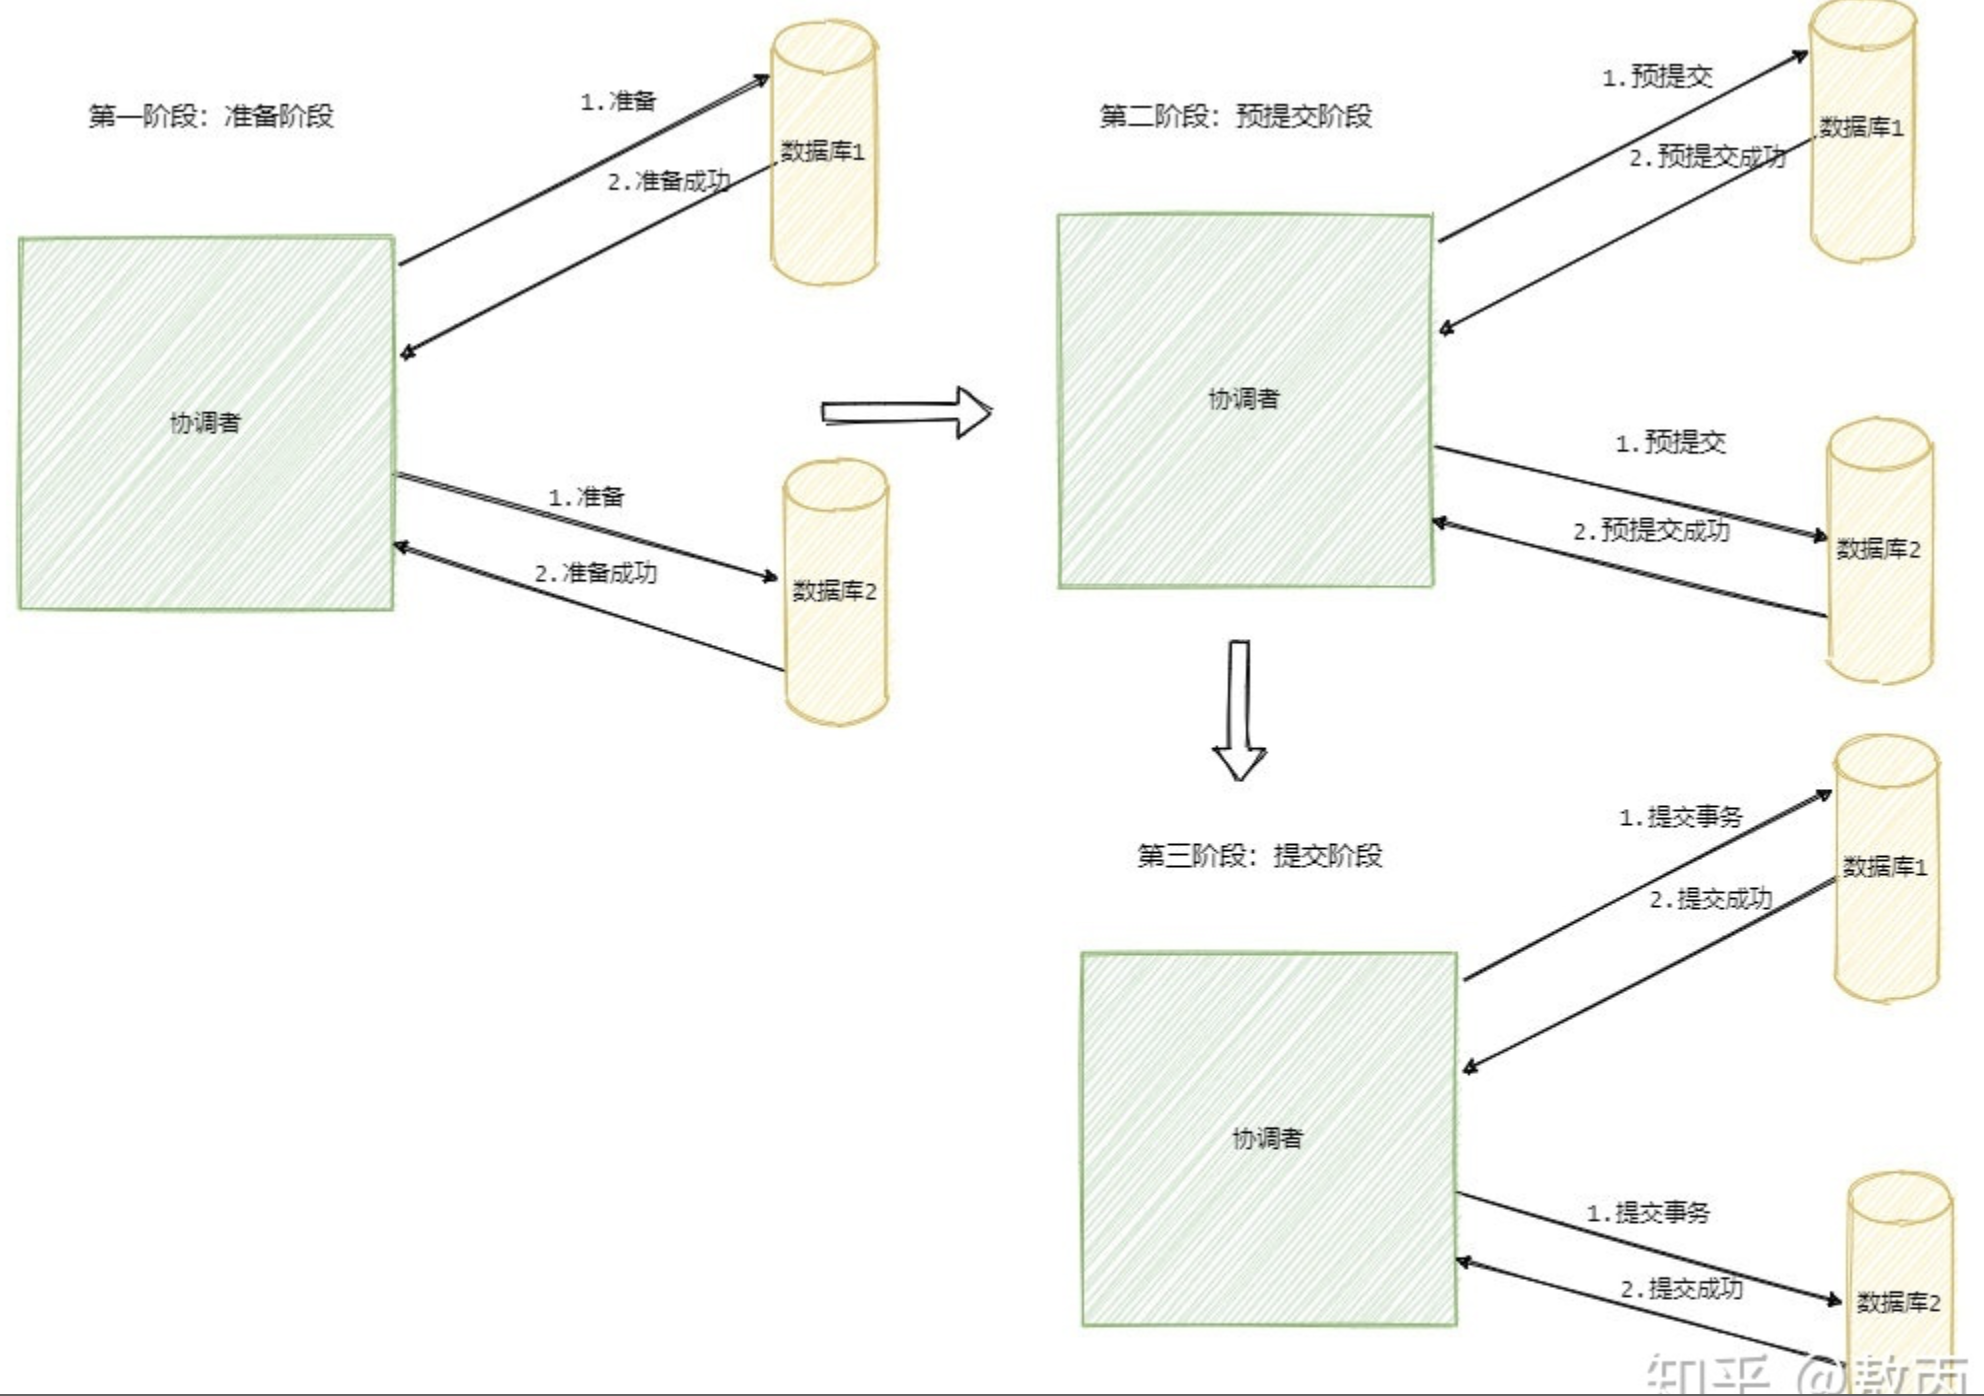 第一阶段: 准备阶段
1.准备
数据库1
2.准备成功
协调者
1.准备
2.准备成功
数据库2
第二阶段: 预提交阶段
1.预提交
数据库1
2.预提交成功
协调者
1.预提交
2.预提交成功
数据库2
第三阶段: 提交阶段
1.提交事务
数据库1
2.提交成功
协调者
1.提交事务
2.提交成功
数据库2
知乎 @敖丙